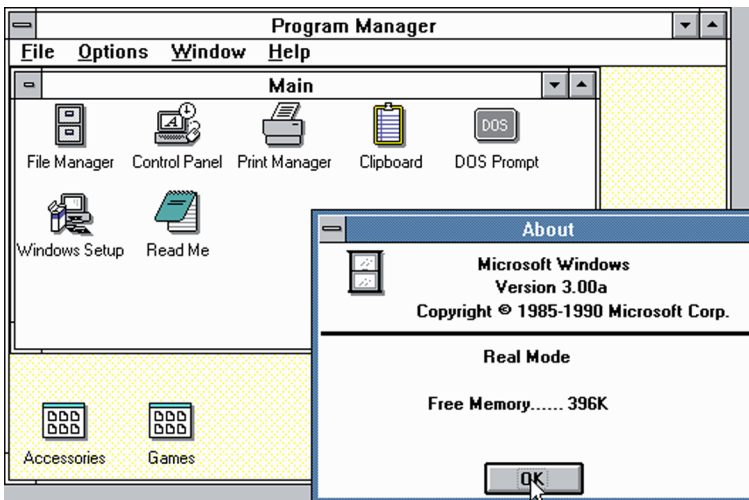 Program Manager
File Options Window Help
Main
File Manager Control Panel Print Manager Clipboard DOS Prompt
DOS
Windows Setup Read Me
About
Microsoft Windows
Version 3.00a
Copyright © 1985-1990 Microsoft Corp.
Real Mode
Free Memory...... 396K
OK
Accessories Games